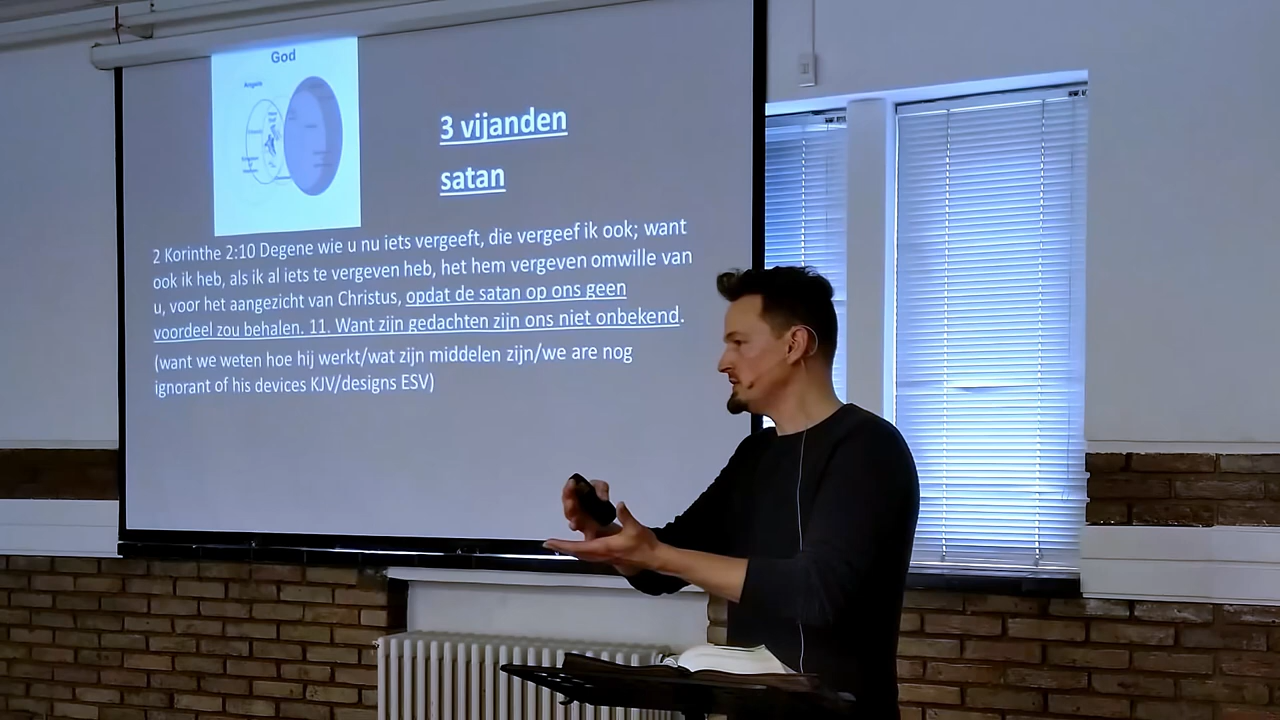 God
Angels
3 vijanden
satan
2 Korinthe 2:10 Degene wie u nu iets vergeeft, die vergeef ik ook; want
ook ik heb, als ik al iets te vergeven heb, het hem vergeven omwille van
u, voor het aangezicht van Christus, opdat de satan op ons geen
voordeel zou behalen. 11. Want zijn gedachten zijn ons niet onbekend.
(want we weten hoe hij werkt/wat zijn middelen zijn/we are nog
ignorant of his devices KJV/designs ESV)